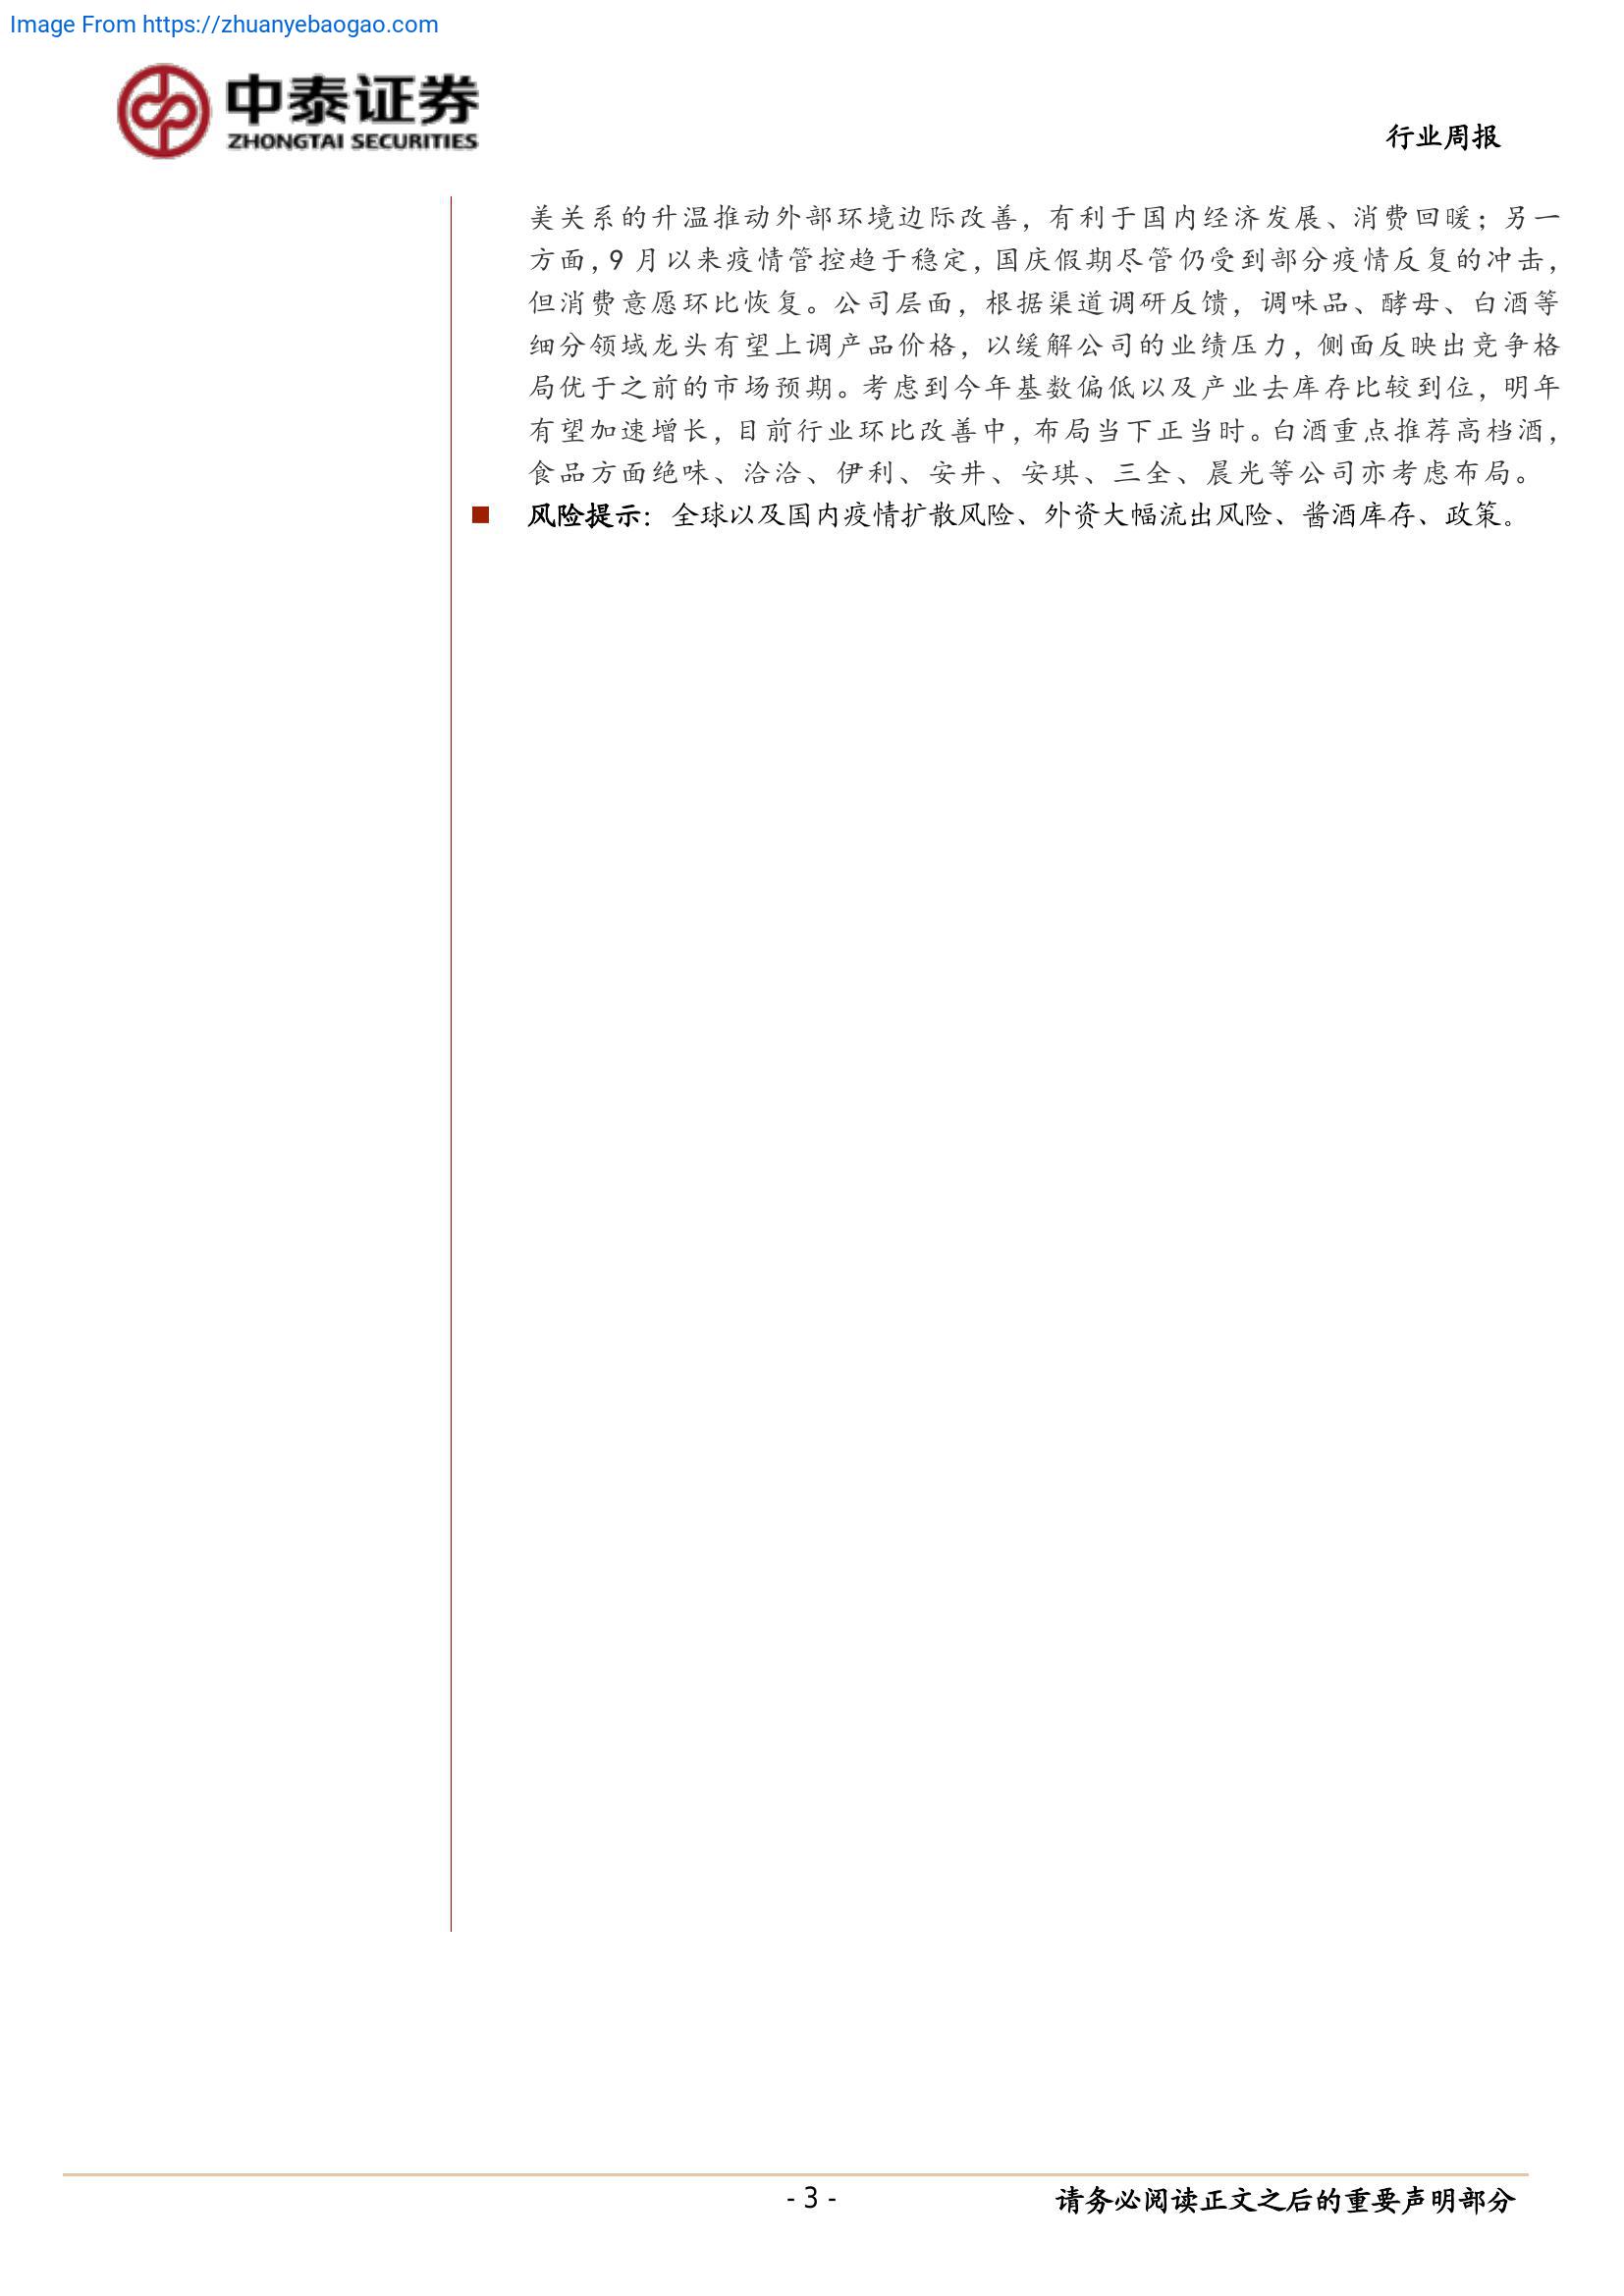 Image From https://zhuanyebaogao.com
中泰证券
ZHONGTAI SECURITIES
行业周报
美关系的升温推动外部环境边际改善，有利于国内经济发展、消费回暖；另一
方面，9 月以来疫情管控趋于稳定，国庆假期尽管仍受到部分疫情反复的冲击，
但消费意愿环比恢复。公司层面，根据渠道调研反馈，调味品、酵母、白酒等
细分领域龙头有望上调产品价格，以缓解公司的业绩压力，侧面反映出竞争格
局优于之前的市场预期。考虑到今年基数偏低以及产业去库存比较到位，明年
有望加速增长，目前行业环比改善中，布局当下正当时。白酒重点推荐高档酒，
食品方面绝味、洽洽、伊利、安井、安琪、三全、晨光等公司亦考虑布局。
■ 风险提示：全球以及国内疫情扩散风险、外资大幅流出风险、酱酒库存、政策。
- 3 -
请务必阅读正文之后的重要声明部分